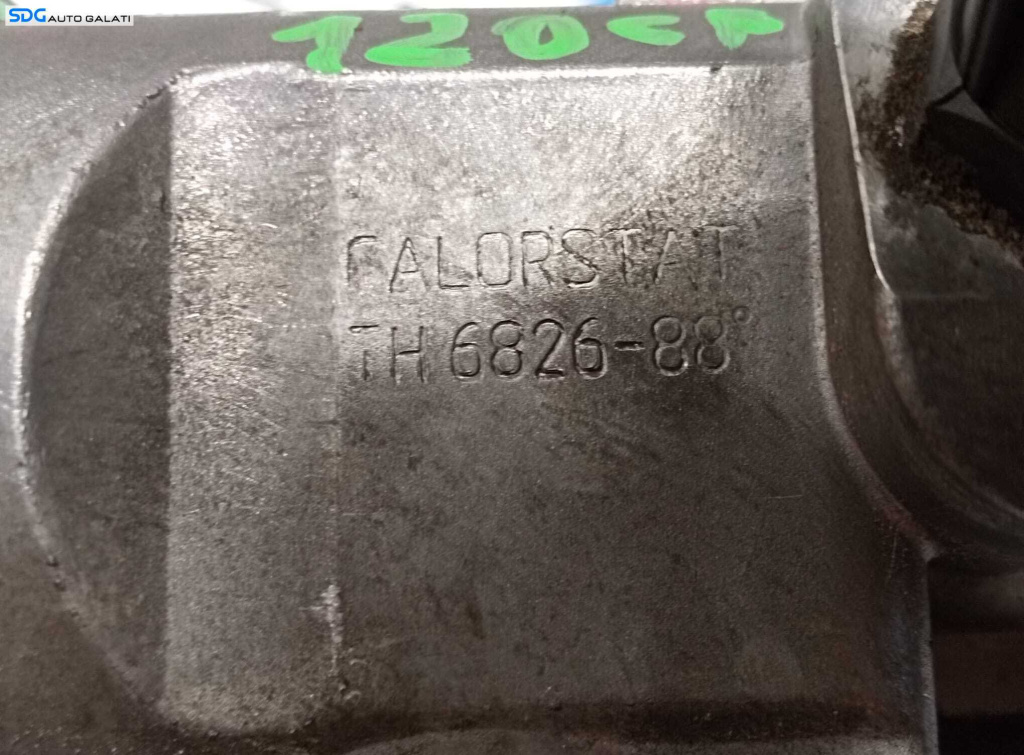 SDG AUTO GALATI
120CP
CALORSTAT
TH 6826-88°